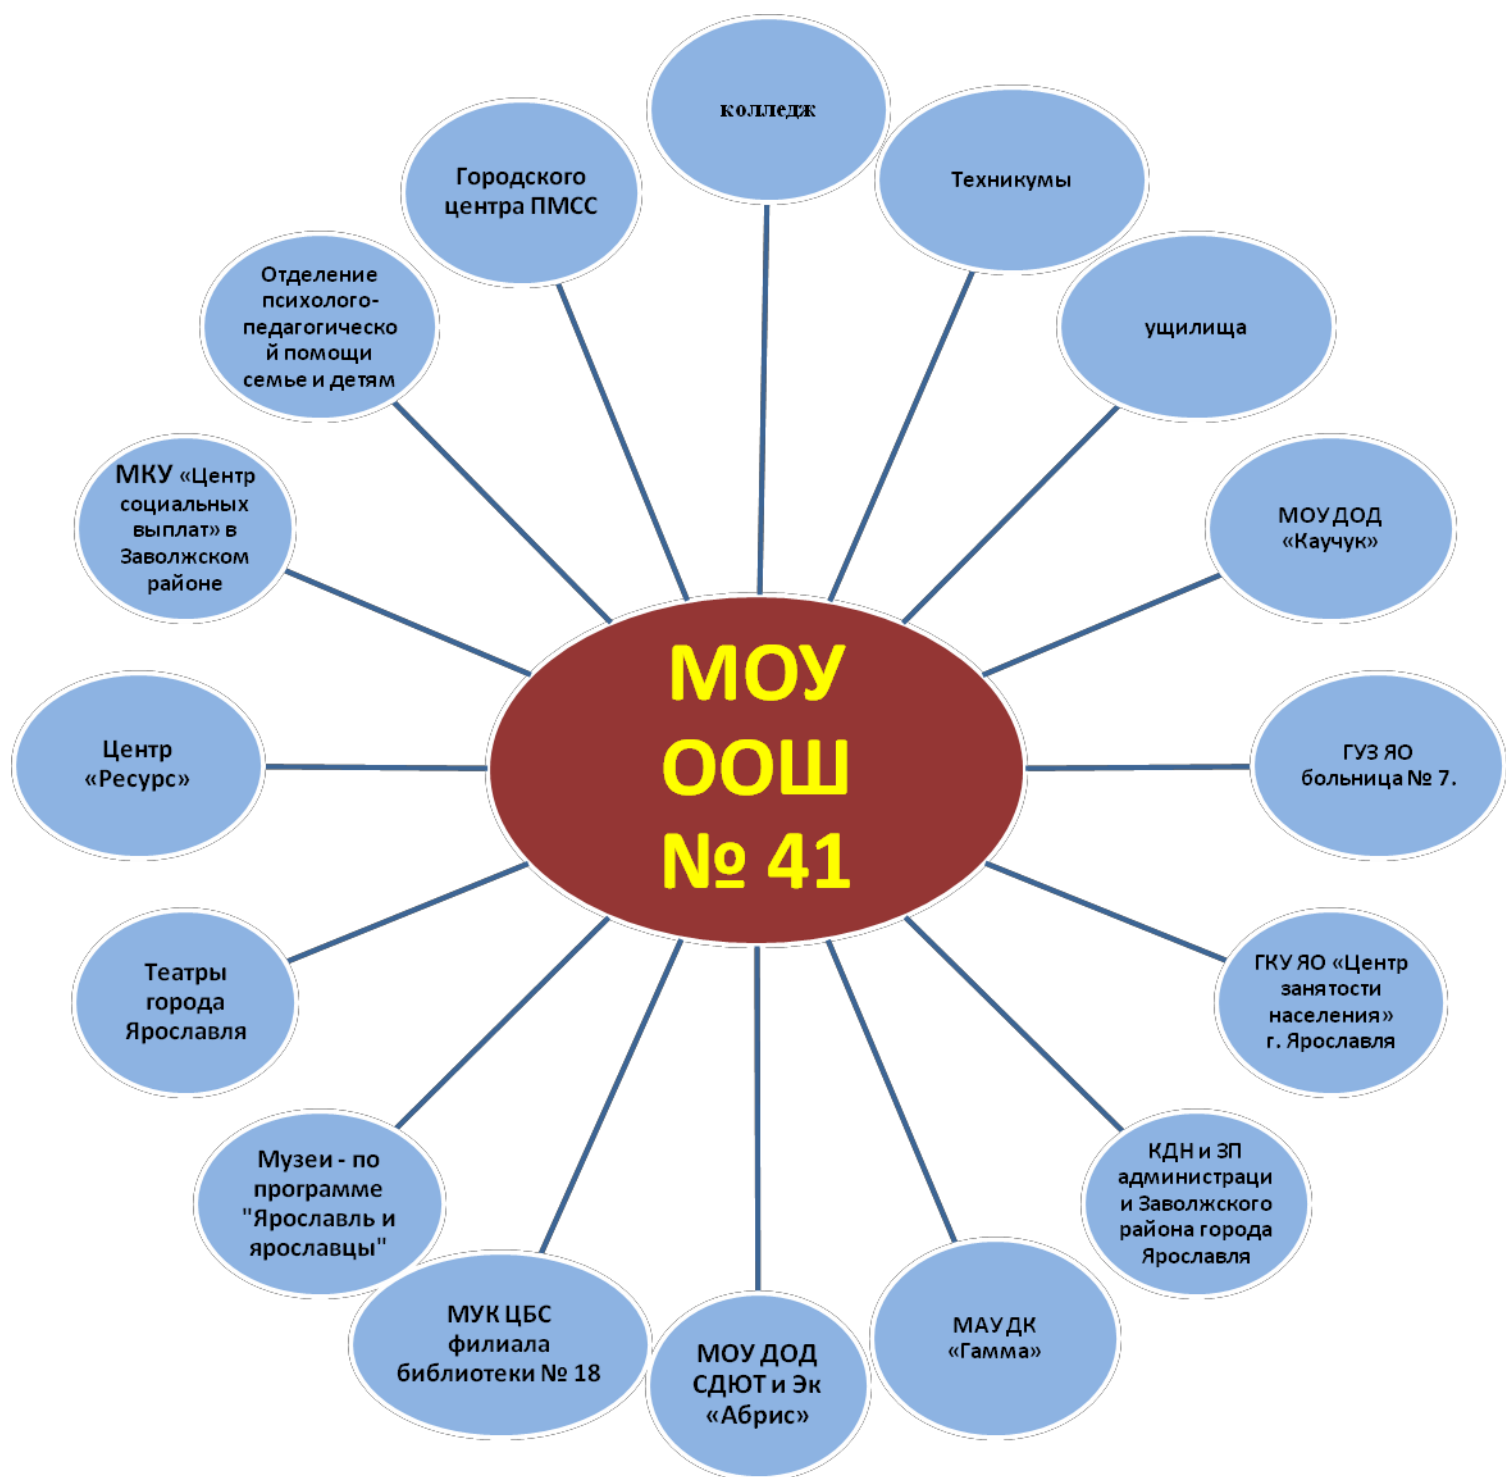 колледж
Техникумы
ущилища
МОУ ДОД
«Каучук»
ГУЗ ЯО
больница № 7.
ГКУ ЯО «Центр
занятости
населения»
г. Ярославля
КДН и ЗП
администраци
и Заволжского
района города
Ярославля
МАУ ДК
«Гамма»
МОУ ДОД
СДЮТ и Эк
«Абрис»
МУК ЦБС
филиала
библиотеки № 18
Музеи - по
программе
"Ярославль и
ярославцы"
Театры
города
Ярославля
Центр
«Ресурс»
МКУ «Центр
социальных
выплат» в
Заволжском
районе
Отделение
психолого-
педагогическо
й помощи
семье и детям
Городского
центра ПМСС
МОУ
ООШ
№ 41